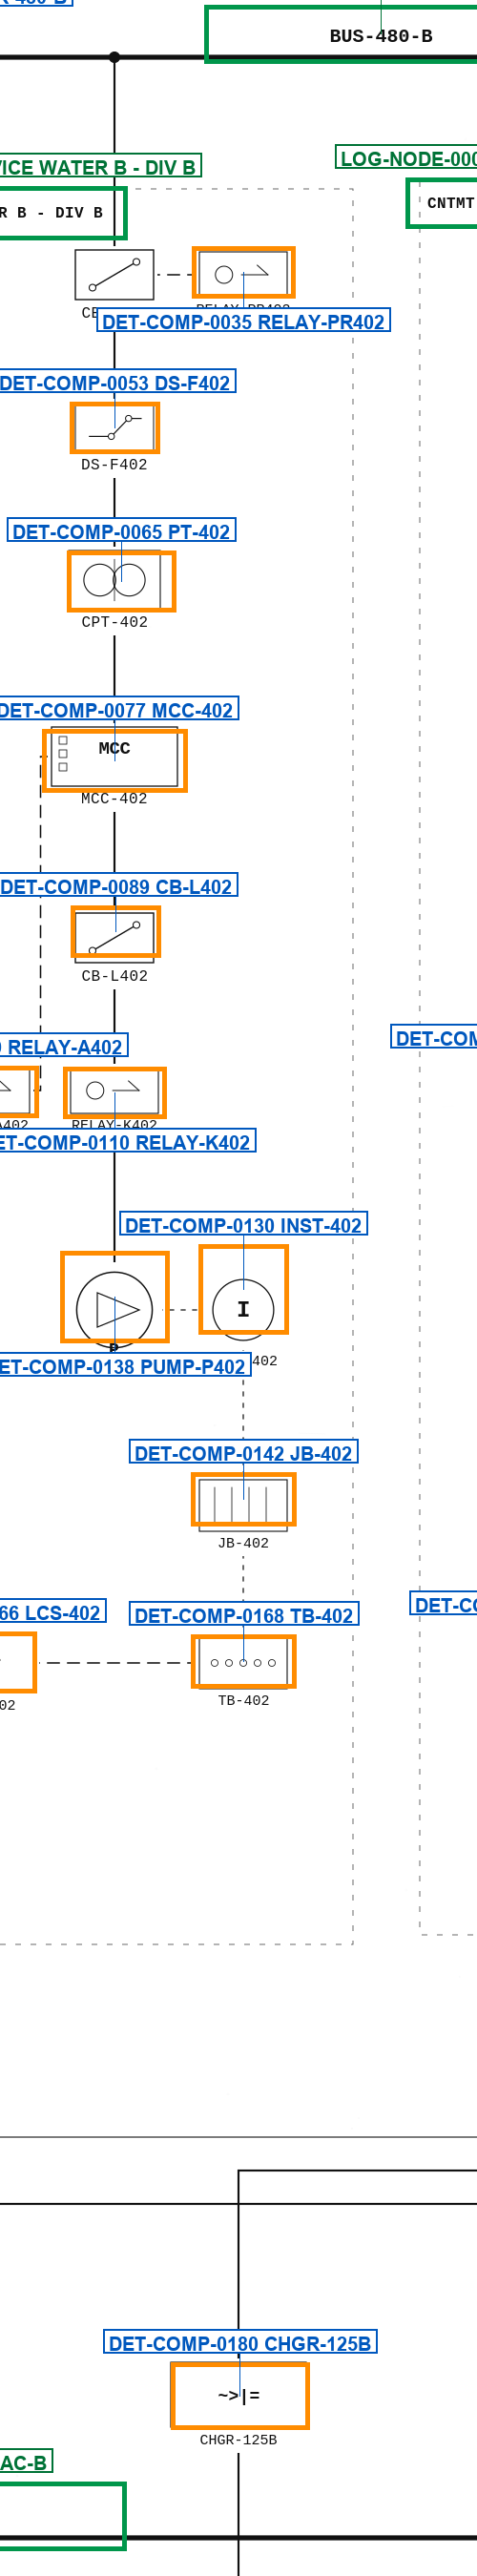 BUS-480-B
VICE WATER B - DIV B
LOG-NODE-000
R B - DIV B
CNTMT
DET-COMP-0035 RELAY-PR402
DET-COMP-0053 DS-F402
DS-F402
DET-COMP-0065 PT-402
CPT-402
DET-COMP-0077 MCC-402
MCC
MCC-402
DET-COMP-0089 CB-L402
CB-L402
DET-COM
RELAY-A402
A402
RELAY-K402
ET-COMP-0110 RELAY-K402
DET-COMP-0130 INST-402
I
P
402
ET-COMP-0138 PUMP-P402
DET-COMP-0142 JB-402
JB-402
66 LCS-402
DET-COMP-0168 TB-402
DET-CO
02
TB-402
DET-COMP-0180 CHGR-125B
~>|=
CHGR-125B
AC-B